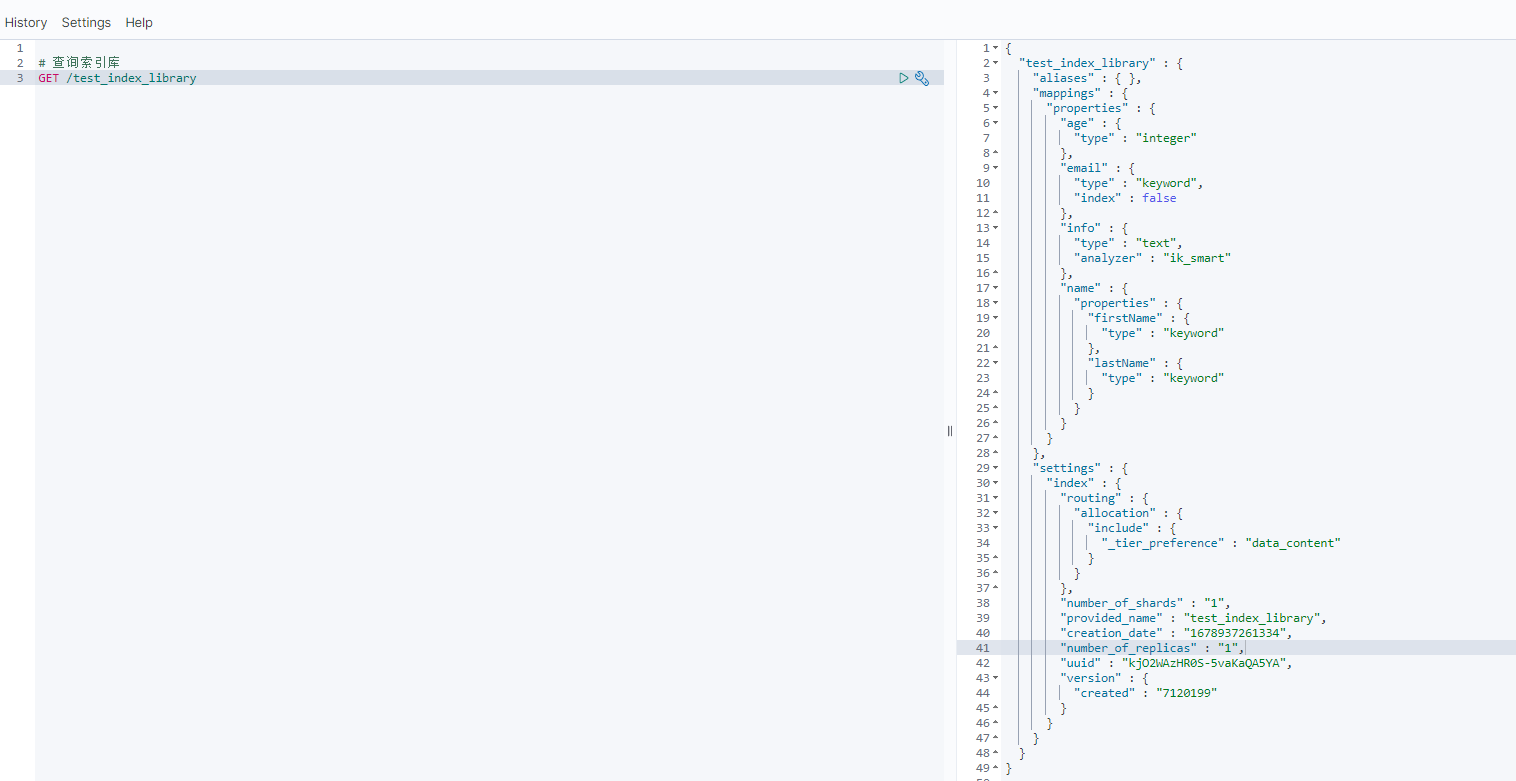 History Settings Help
1
2 # 查询索引库
3 GET /test_index_library
1 {
2 "test_index_library" : {
3 "aliases" : { },
4 "mappings" : {
5 "properties" : {
6 "age" : {
7 "type" : "integer"
8 },
9 "email" : {
10 "type" : "keyword",
11 "index" : false
12 },
13 "info" : {
14 "type" : "text",
15 "analyzer" : "ik_smart"
16 },
17 "name" : {
18 "properties" : {
19 "firstName" : {
20 "type" : "keyword"
21 },
22 "lastName" : {
23 "type" : "keyword"
24 }
25 }
26 }
27 }
28 },
29 "settings" : {
30 "index" : {
31 "routing" : {
32 "allocation" : {
33 "include" : {
34 "_tier_preference" : "data_content"
35 }
36 }
37 },
38 "number_of_shards" : "1",
39 "provided_name" : "test_index_library",
40 "creation_date" : "1678937261334",
41 "number_of_replicas" : "1",
42 "uuid" : "kjO2WAzHR0S-5vaKaQA5YA",
43 "version" : {
44 "created" : "7120199"
45 }
46 }
47 }
48 }
49 }